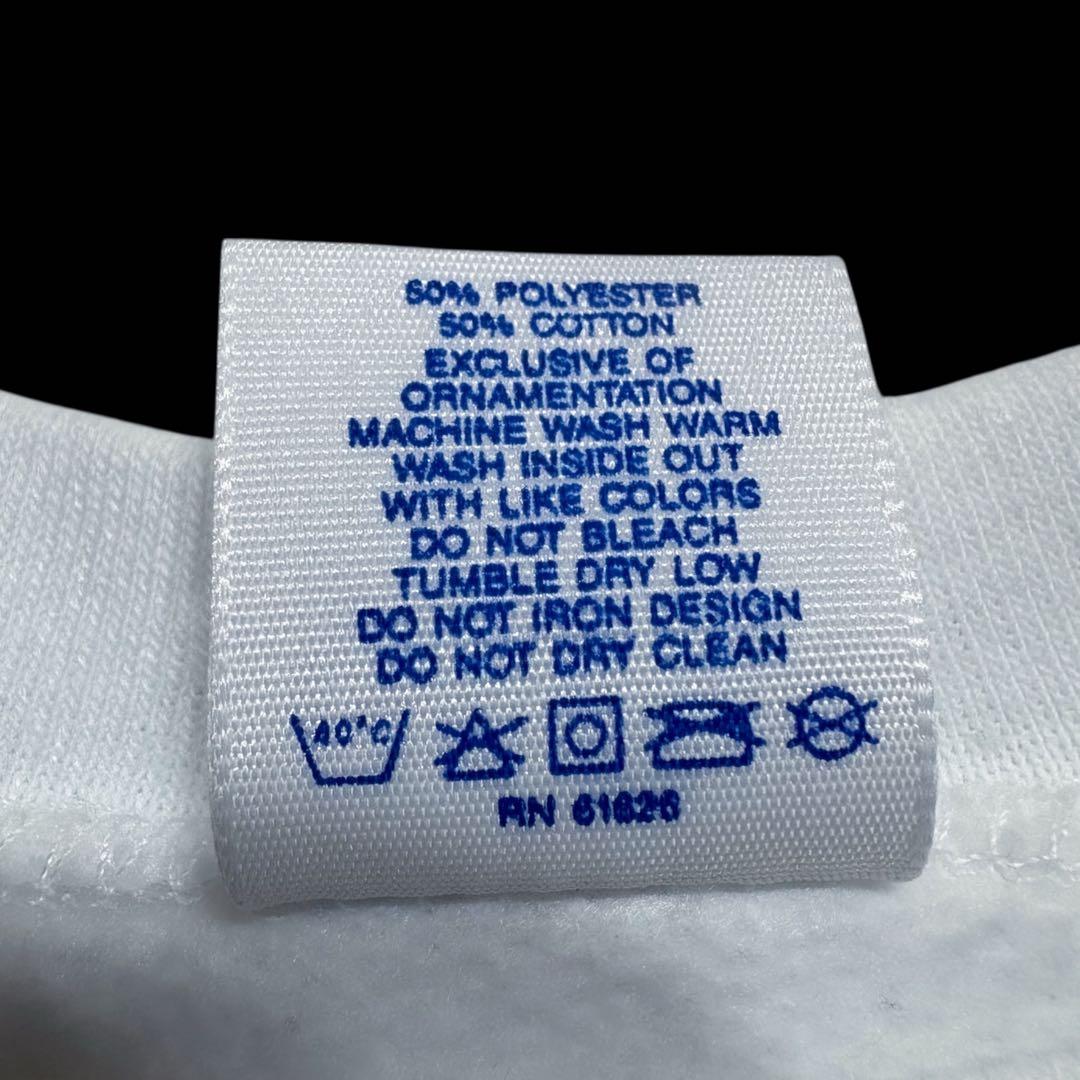 50% POLYESTER
50% COTTON
EXCLUSIVE OF
ORNAMENTATION
MACHINE WASH WARM
WASH INSIDE OUT
WITH LIKE COLORS
DO NOT BLEACH
TUMBLE DRY LOW
DO NOT IRON DESIGN
DO NOT DRY CLEAN
40°C
RN 61626